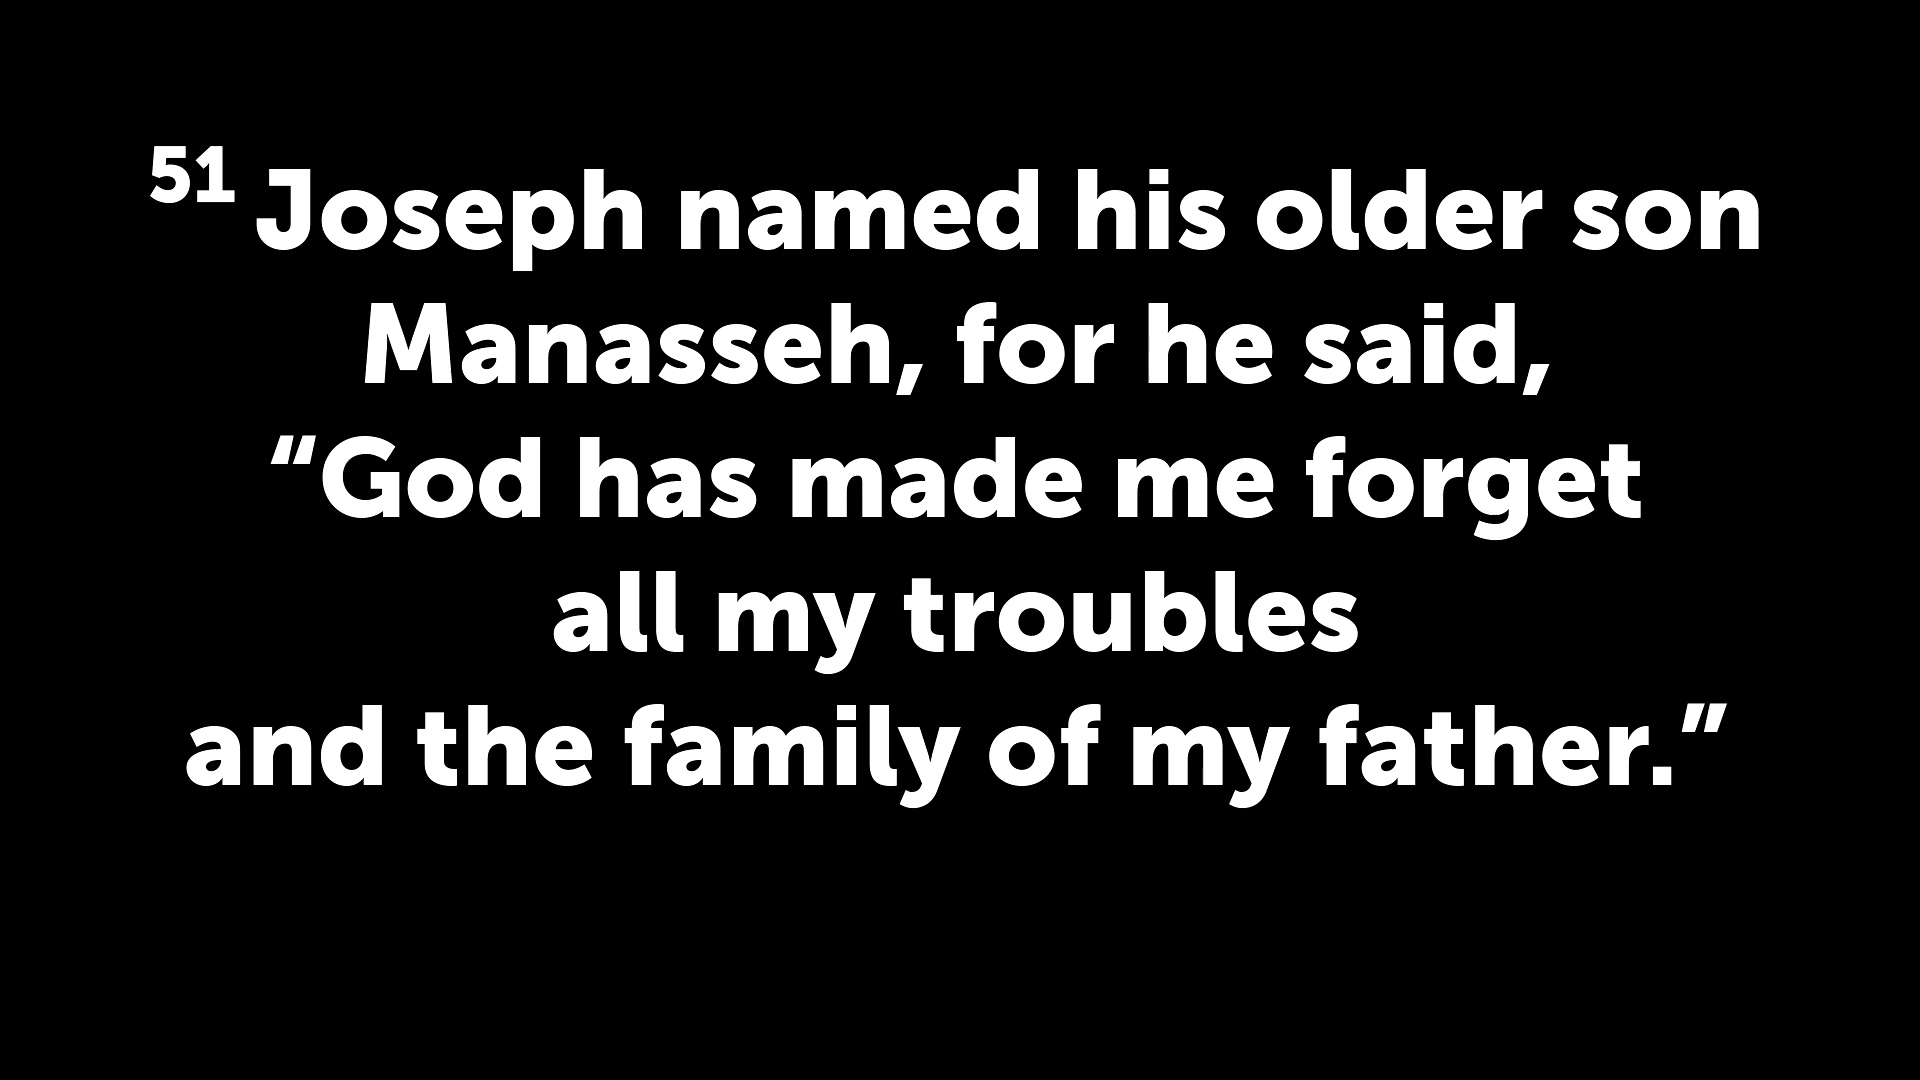 51 Joseph named his older son
Manasseh, for he said,
“God has made me forget
all my troubles
and the family of my father.”